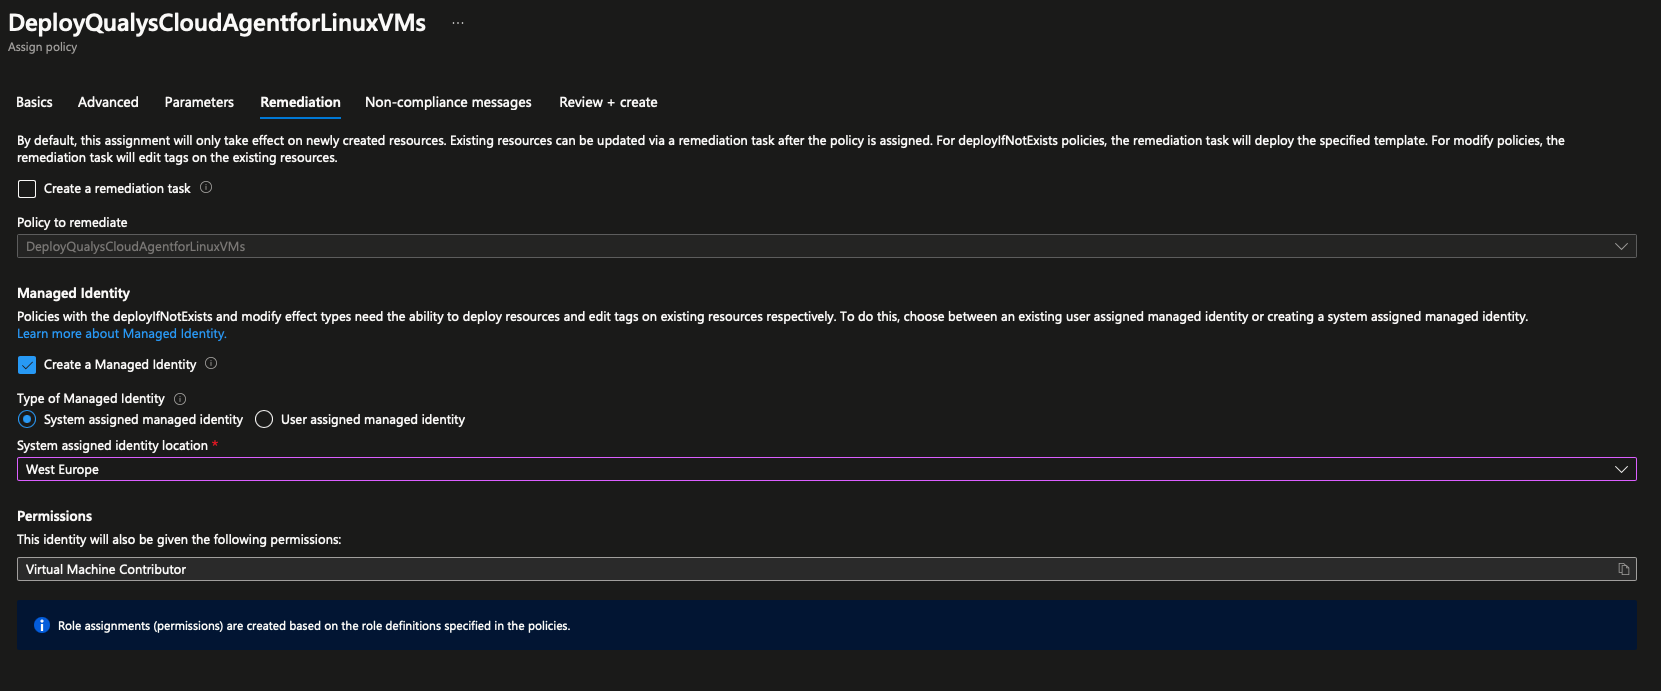 DeployQualysCloudAgentforLinuxVMs ...
Assign policy
Basics Advanced Parameters Remediation Non-compliance messages Review + create
By default, this assignment will only take effect on newly created resources. Existing resources can be updated via a remediation task after the policy is assigned. For deployIfNotExists policies, the remediation task will deploy the specified template. For modify policies, the
remediation task will edit tags on the existing resources.
Create a remediation task
Policy to remediate
DeployQualysCloudAgentforLinuxVMs
Managed Identity
Policies with the deployIfNotExists and modify effect types need the ability to deploy resources and edit tags on existing resources respectively. To do this, choose between an existing user assigned managed identity or creating a system assigned managed identity.
Learn more about Managed Identity.
Create a Managed Identity
Type of Managed Identity
System assigned managed identity User assigned managed identity
System assigned identity location *
West Europe
Permissions
This identity will also be given the following permissions:
Virtual Machine Contributor
Role assignments (permissions) are created based on the role definitions specified in the policies.